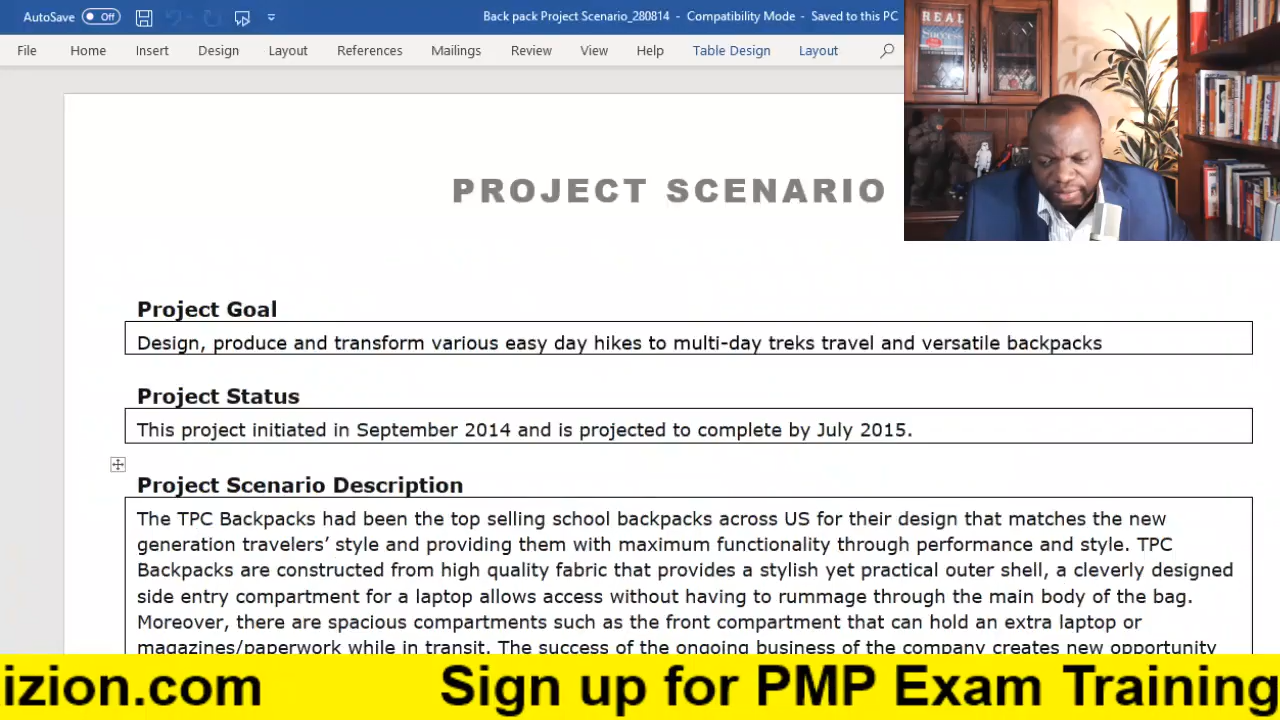 AutoSave Off Back pack Project Scenario_280814 - Compatibility Mode - Saved to this PC
File Home Insert Design Layout References Mailings Review View Help Table Design Layout
REAL
Success
PROJECT SCENARIO
Project Goal
Design, produce and transform various easy day hikes to multi-day treks travel and versatile backpacks
Project Status
This project initiated in September 2014 and is projected to complete by July 2015.
Project Scenario Description
The TPC Backpacks had been the top selling school backpacks across US for their design that matches the new
generation travelers’ style and providing them with maximum functionality through performance and style. TPC
Backpacks are constructed from high quality fabric that provides a stylish yet practical outer shell, a cleverly designed
side entry compartment for a laptop allows access without having to rummage through the main body of the bag.
Moreover, there are spacious compartments such as the front compartment that can hold an extra laptop or
magazines/paperwork while in transit. The success of the ongoing business of the company creates new opportunity
izion.com Sign up for PMP Exam Training